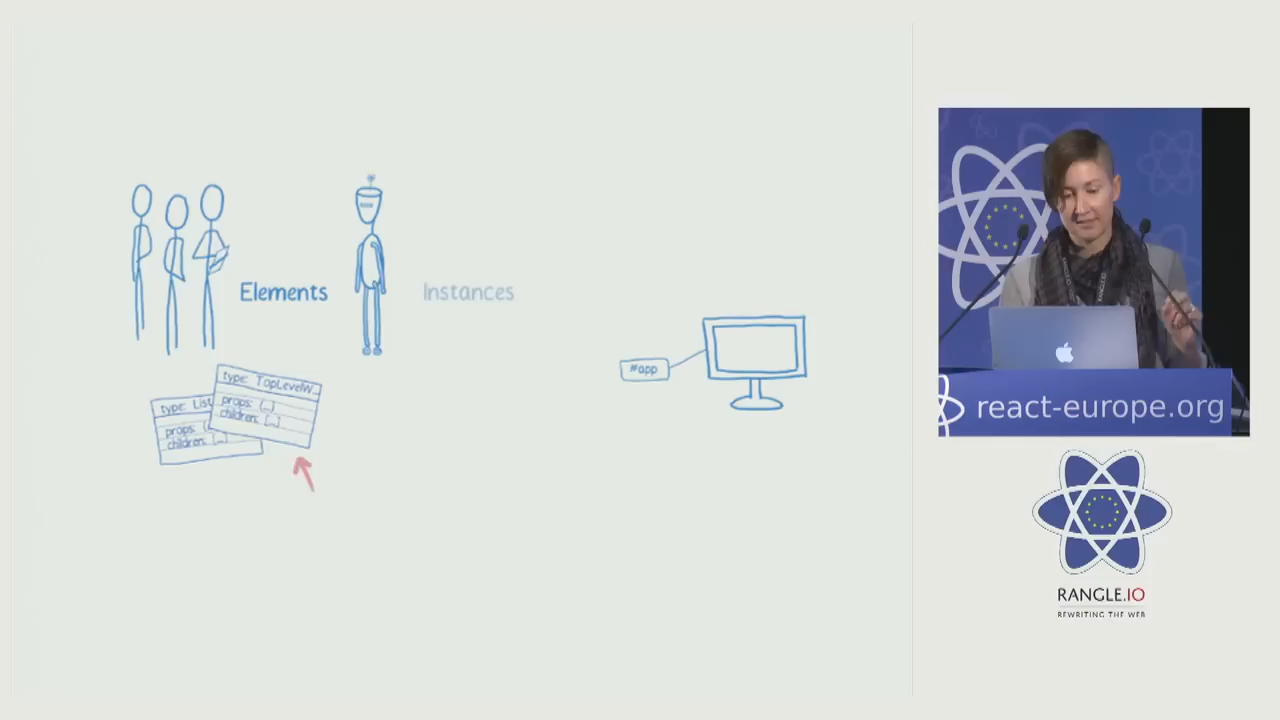 Elements
Instances
#app
type: TopLevelW...
props: {...}
children: [...]
type: List
props: {
children: [...]
react-europe.org
RANGLE.IO
REWRITING THE WEB